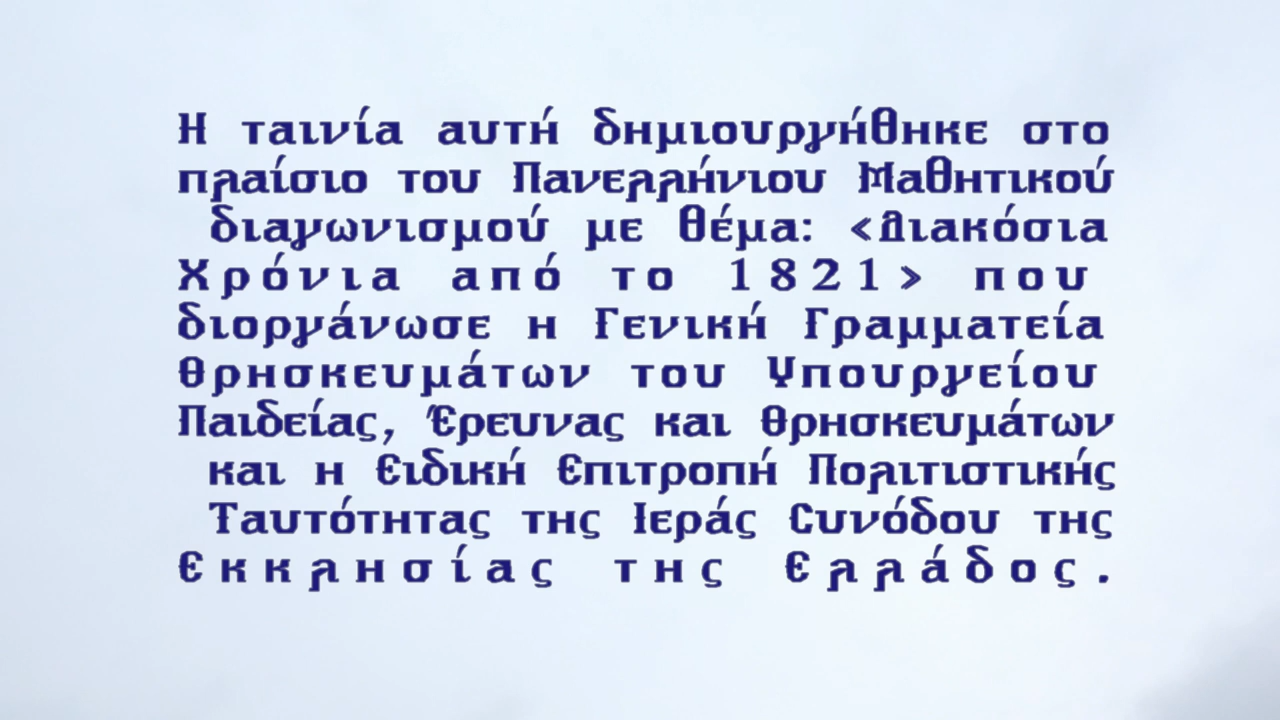 Η ταινία αυτή δημιουργήθηκε στο
πλαίσιο του Πανελλήνιου Μαθητικού
διαγωνισμού με θέμα: «Διακόσια
Χρόνια από το 1821» που
διοργάνωσε η Γενική Γραμματεία
Θρησκευμάτων του Υπουργείου
Παιδείας, Έρευνας και Θρησκευμάτων
και η Ειδική Επιτροπή Πολιτιστικής
Ταυτότητας της Ιεράς Συνόδου της
Εκκλησίας της Ελλάδος.